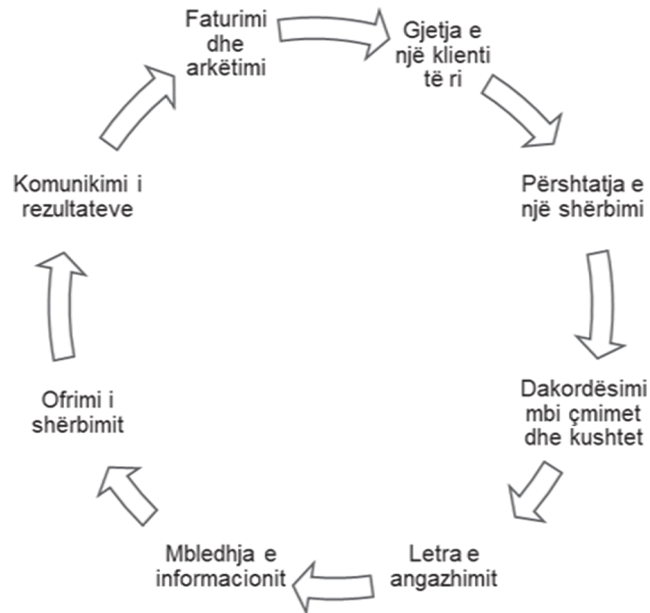 Faturimi
dhe
arkëtimi
Gjetja e
një klienti
të ri
Përshtatja e
një shërbimi
Dakordësimi
mbi çmimet
dhe kushtet
Letra e
angazhimit
Mbledhja e
informacionit
Ofrimi i
shërbimit
Komunikimi i
rezultateve